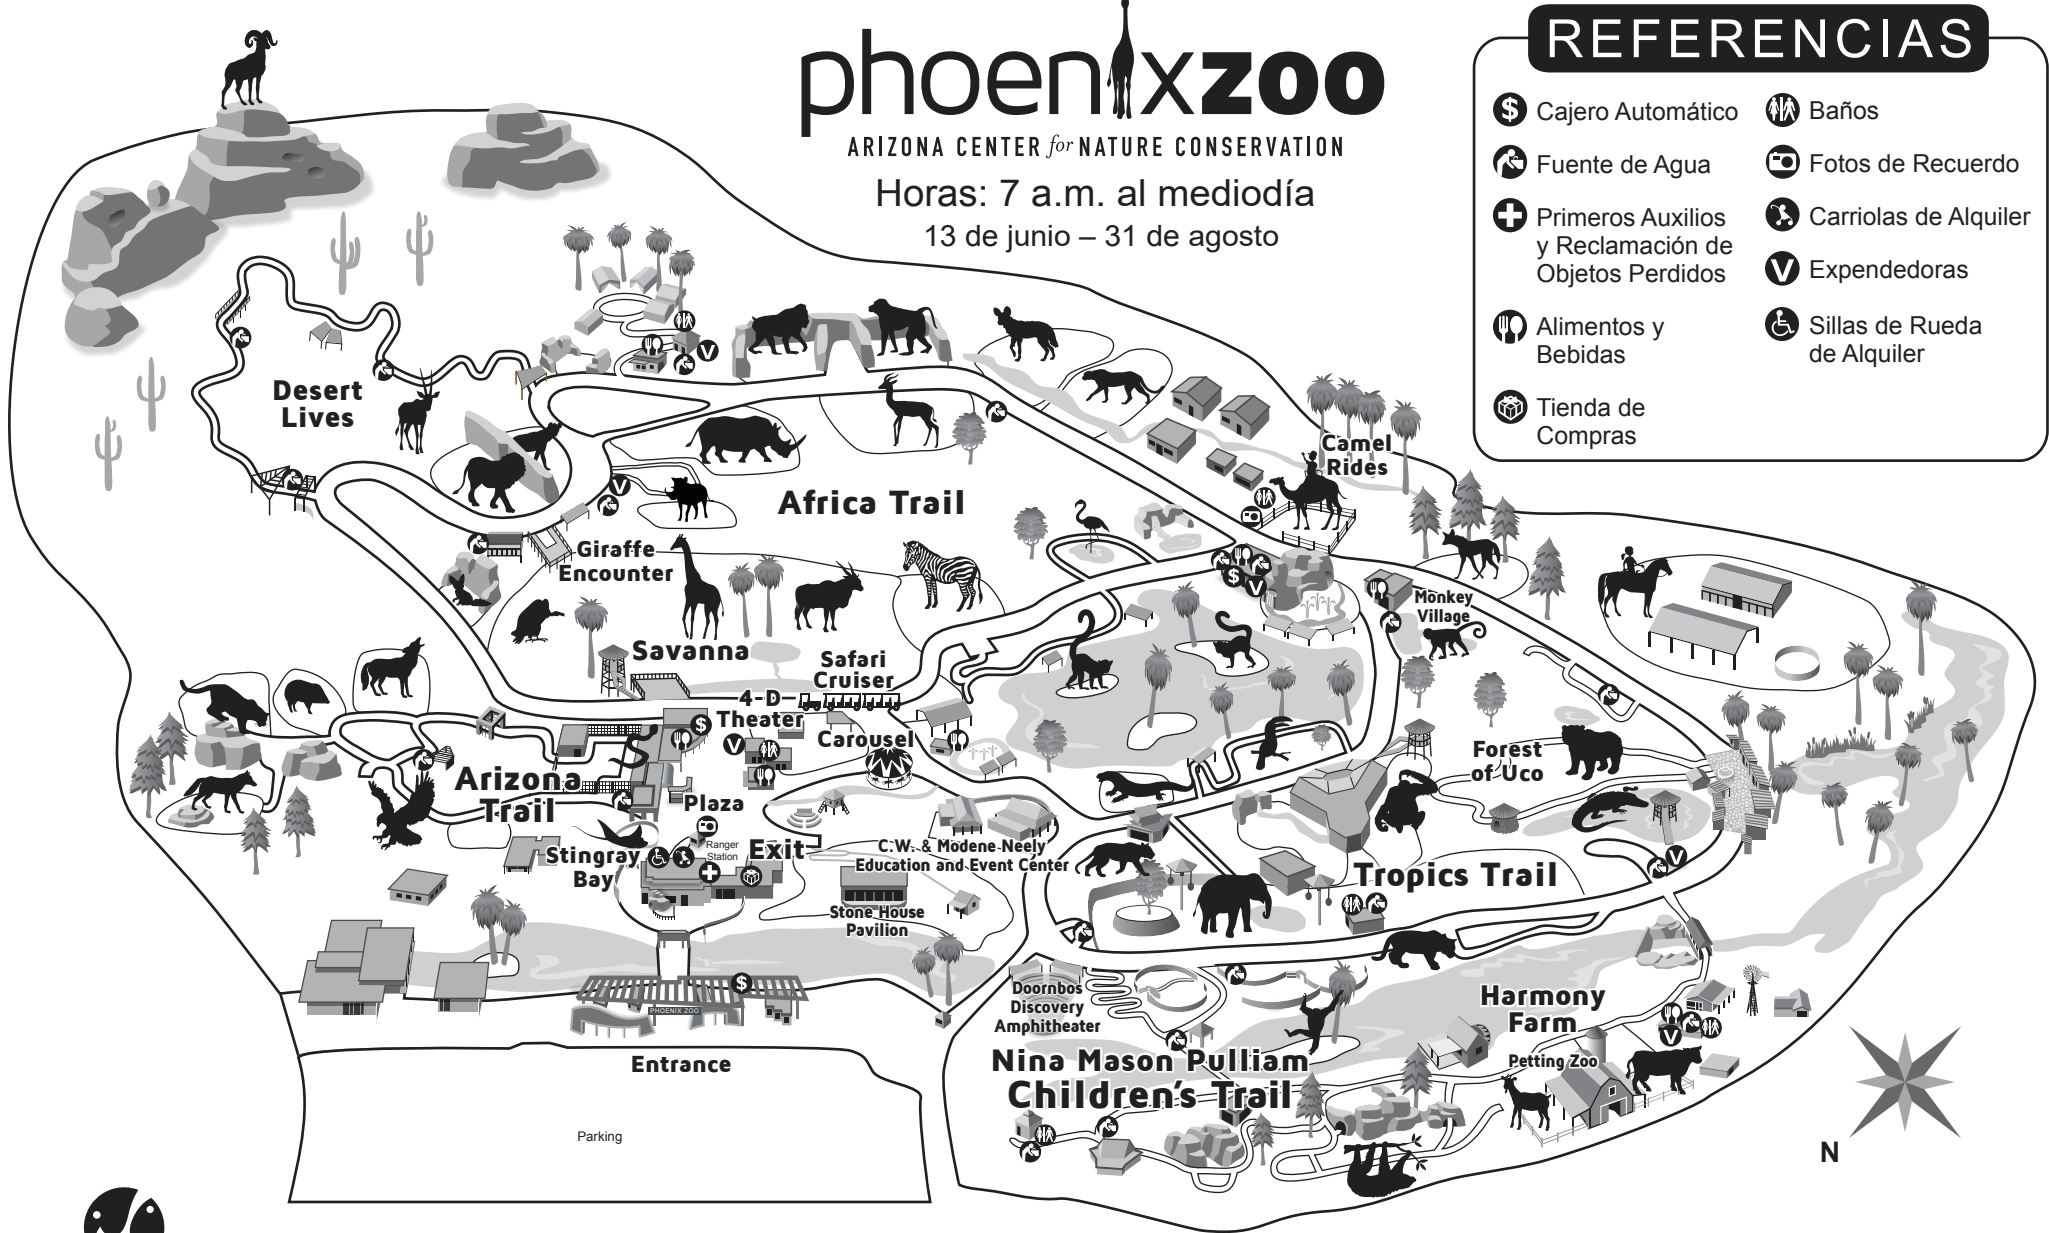 phoenixzoo
ARIZONA CENTER for NATURE CONSERVATION
Horas: 7 a.m. al mediodía
13 de junio – 31 de agosto
REFERENCIAS
$ Cajero Automático
Fuente de Agua
Primeros Auxilios
y Reclamación de
Objetos Perdidos
Alimentos y
Bebidas
Tienda de
Compras
Baños
Fotos de Recuerdo
Carriolas de Alquiler
V Expendedoras
Sillas de Rueda
de Alquiler
Desert
Lives
V
Camel
Rides
V
Africa Trail
Giraffe
Encounter
$
V
Monkey
Village
Savanna
Safari
Cruiser
4-D
Theater
$
V
Carousel
Forest
of Uco
Arizona
Trail
Plaza
Ranger
Station
Exit
Stingray
Bay
C.W. & Modene Neely
Education and Event Center
V
Tropics Trail
Stone House
Pavilion
$
PHOENIX ZOO
Entrance
Doornbos
Discovery
Amphitheater
Harmony
Farm
V
Petting Zoo
Nina Mason Pulliam
Children's Trail
Parking
N